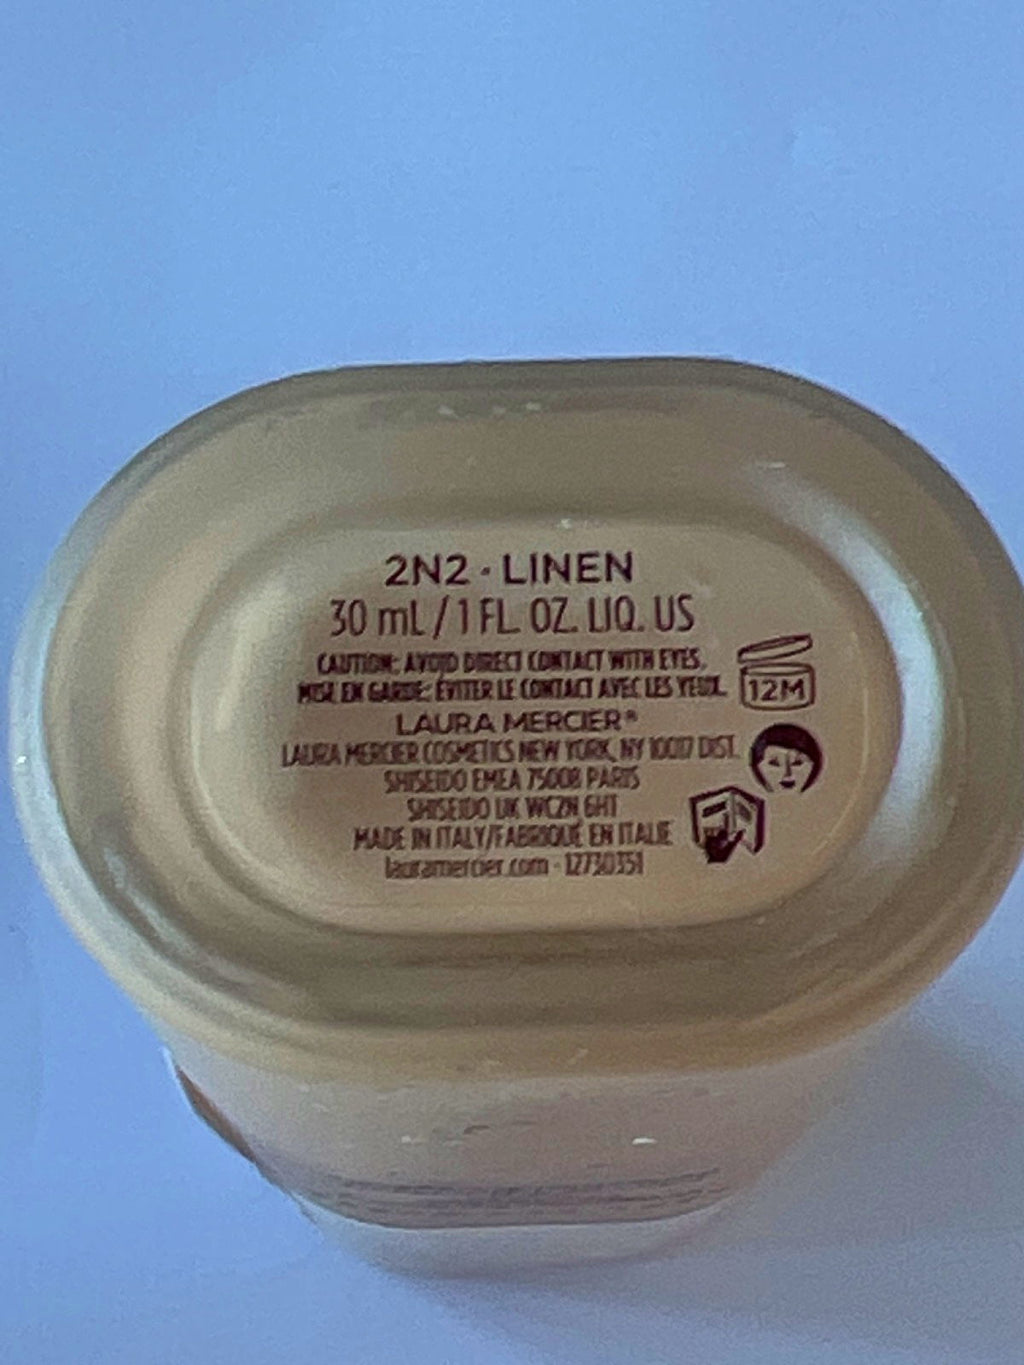 2N2 · LINEN
30 mL / 1 FL. OZ. LIQ. US
CAUTION: AVOID DIRECT CONTACT WITH EYES.
MISE EN GARDE: ÉVITER LE CONTACT AVEC LES YEUX.
12M
LAURA MERCIER®
LAURA MERCIER COSMETICS NEW YORK, NY 10017 DIST.
SHISEIDO EMEA 75008 PARIS
SHISEIDO UK WC2N 6HT
MADE IN ITALY/FABRIQUÉ EN ITALIE
lauramercier.com · 12730351